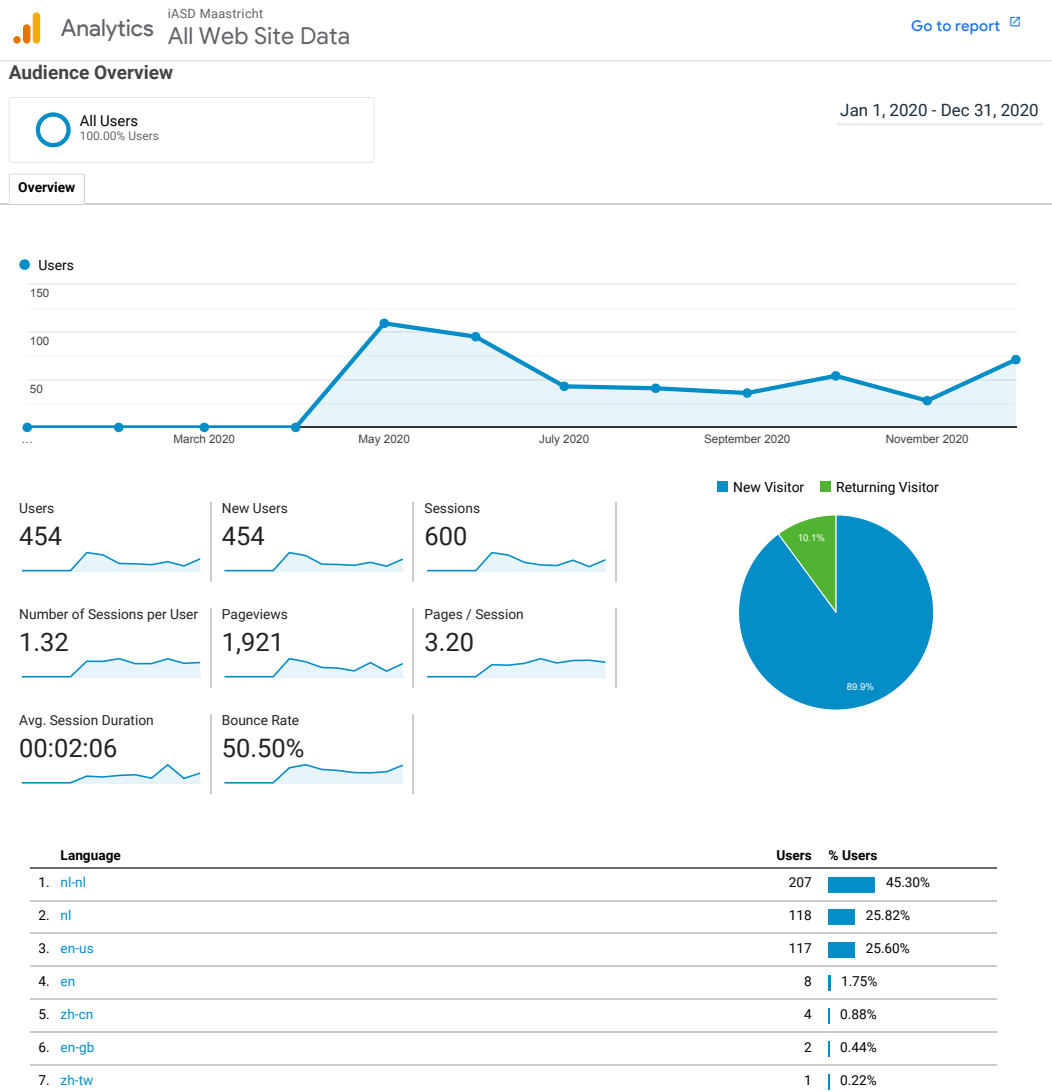 iASD Maastricht
Analytics
All Web Site Data
Go to report
Audience Overview
All Users
100.00% Users
Jan 1, 2020 - Dec 31, 2020
Overview
Users
150
100
50
…
March 2020
May 2020
July 2020
September 2020
November 2020
New Visitor
Returning Visitor
10.1%
89.9%
Users
454
New Users
454
Sessions
600
Number of Sessions per User
1.32
Pageviews
1,921
Pages / Session
3.20
Avg. Session Duration
00:02:06
Bounce Rate
50.50%
Language Users % Users
1. nl-nl 207 45.30%
2. nl 118 25.82%
3. en-us 117 25.60%
4. en 8 1.75%
5. zh-cn 4 0.88%
6. en-gb 2 0.44%
7. zh-tw 1 0.22%